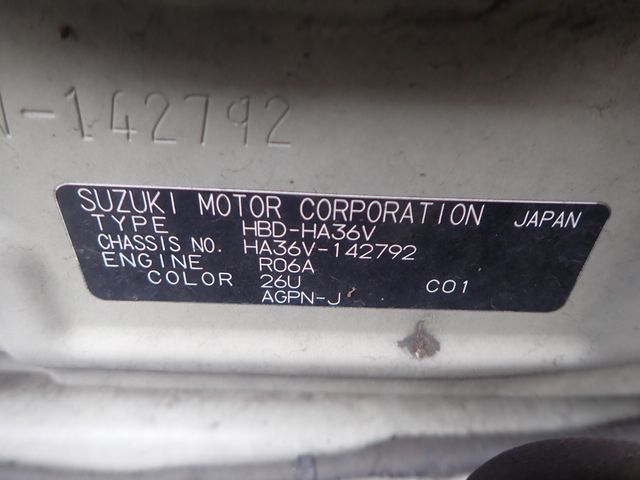 V-142792
SUZUKI MOTOR CORPORATION JAPAN
TYPE HBD-HA36V
CHASSIS NO. HA36V-142792
ENGINE R06A
COLOR 26U C01
AGPN-J